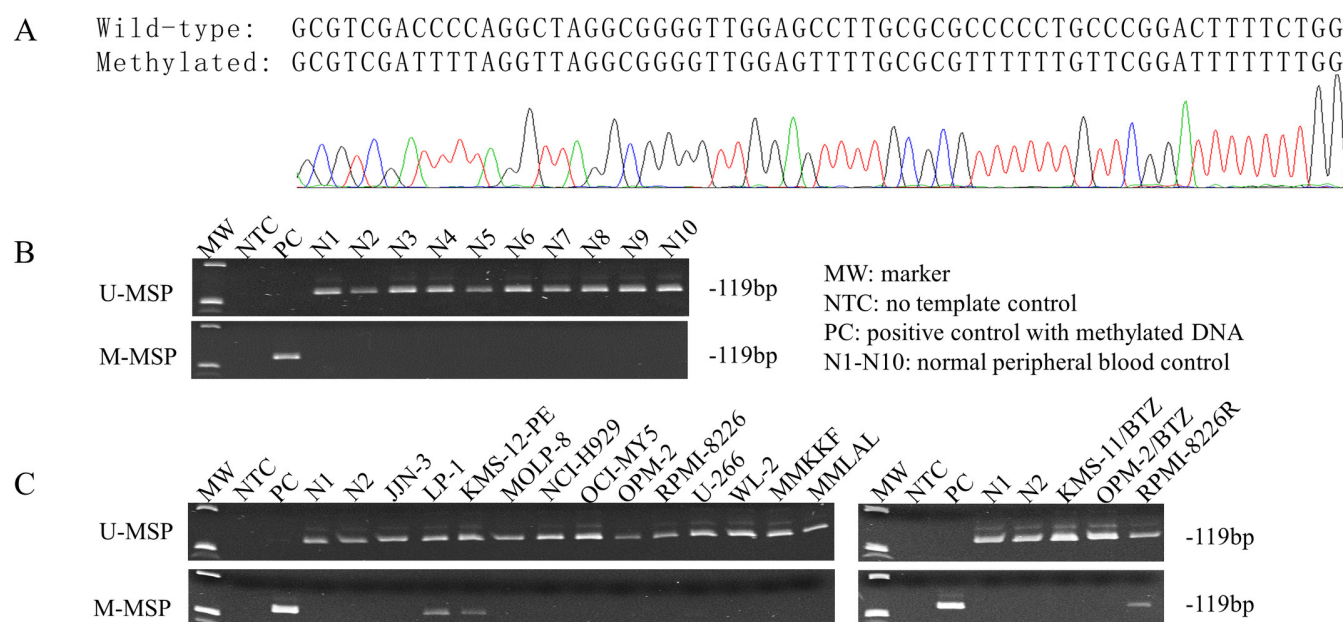 A
Wild-type: GCGTCGACCCCAGGCTAGGCGGGGTTGGAGCCTTGCGCGCCCCCTGCCCGGACTTTTCTGG
Methylated: GCGTCGATTTTAGGTTAGGCGGGGTTGGAGTTTTGCGCGTTTTTTGTTCGGATTTTTTTGG
B
MW NTC PC N1 N2 N3 N4 N5 N6 N7 N8 N9 N10
U-MSP -119bp
M-MSP -119bp
MW: marker
NTC: no template control
PC: positive control with methylated DNA
N1-N10: normal peripheral blood control
C
MW NTC PC N1 N2 JJN-3 LP-1 KMS-12-PE MOLP-8 NCI-H929 OCI-MY5 OPM-2 RPMI-8226 U-266 WL-2 MMKKF MMLAL
MW NTC PC N1 N2 KMS-11/BTZ OPM-2/BTZ RPMI-8226R
U-MSP -119bp
M-MSP -119bp